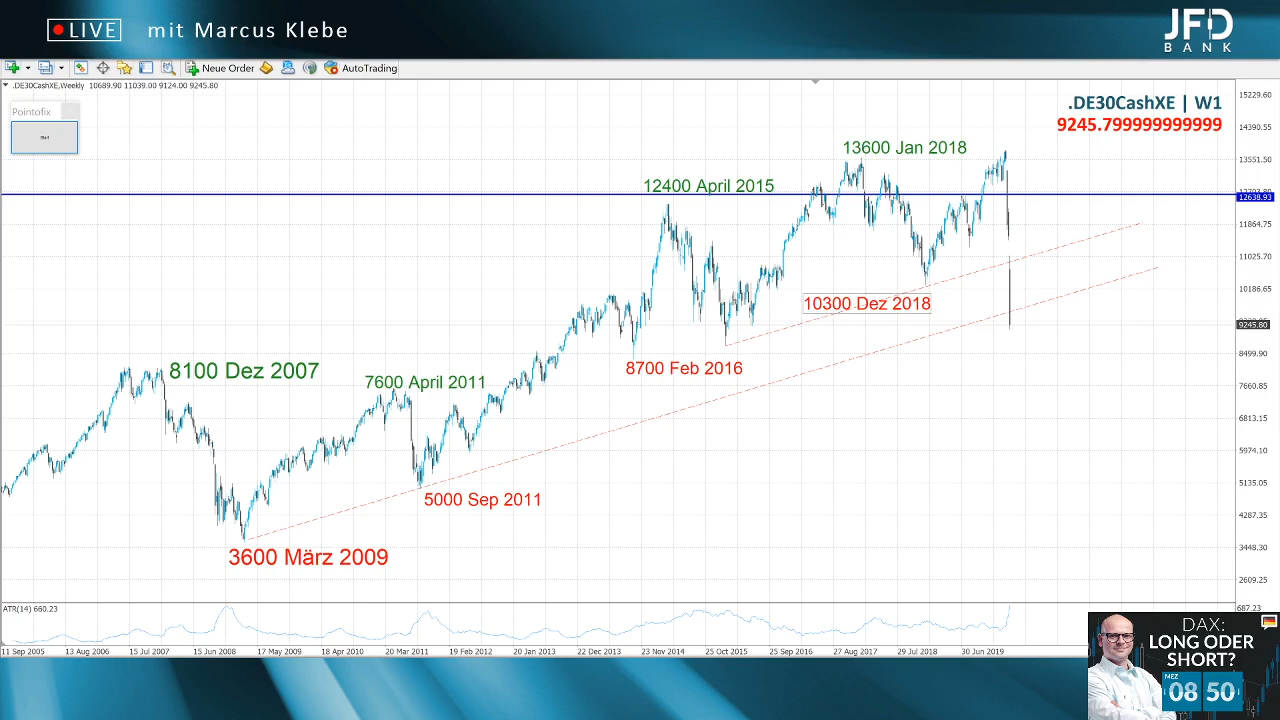 LIVE mit Marcus Klebe
JFD
BANK
New Order AutoTrading
.DE30CashXE,Weekly 10689.90 11039.00 9124.00 9245.80
Pointofix
Start
.DE30CashXE | W1
9245.799999999999
15229.60
14390.55
13551.50
12638.93
11864.75
11025.70
10186.65
9245.80
8499.90
7660.85
6813.15
5974.10
5135.05
4287.35
3448.30
2609.25
13600 Jan 2018
12400 April 2015
10300 Dez 2018
8700 Feb 2016
8100 Dez 2007
7600 April 2011
5000 Sep 2011
3600 März 2009
ATR(14) 660.23
687.23
11 Sep 2005 13 Aug 2006 15 Jul 2007 15 Jun 2008 17 May 2009 18 Apr 2010 20 Mar 2011 19 Feb 2012 20 Jan 2013 22 Dec 2013 23 Nov 2014 25 Oct 2015 25 Sep 2016 27 Aug 2017 29 Jul 2018 30 Jun 2019
DAX:
LONG ODER
SHORT?
MEZ
08 50